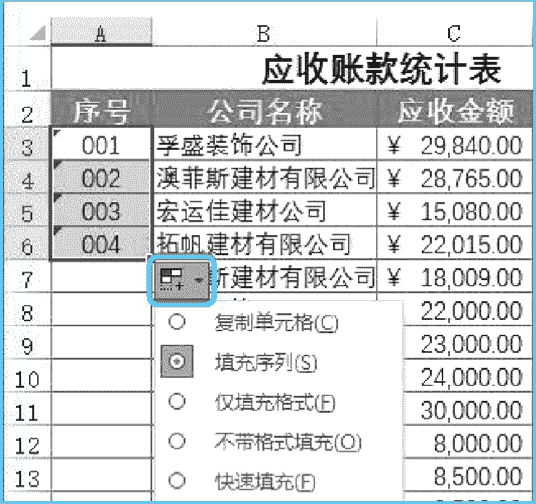 A B C
1 应收账款统计表
2 序号 公司名称 应收金额
3 001 孚盛装饰公司 ¥ 29,840.00
4 002 澳菲斯建材有限公司 ¥ 28,765.00
5 003 宏运佳建材公司 ¥ 15,080.00
6 004 拓帆建材有限公司 ¥ 22,015.00
7 斯建材有限公司 ¥ 18,009.00
8 22,000.00
复制单元格(C)
9 23,000.00
填充序列(S)
10 24,000.00
仅填充格式(F)
11 30,000.00
12 不带格式填充(O) 8,000.00
13 快速填充(F) 8,500.00